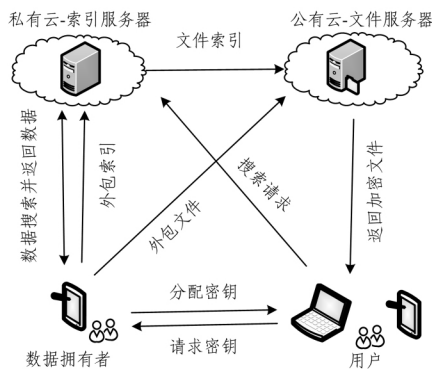 私有云-索引服务器
公有云-文件服务器
文件索引
数据搜索并返回数据
外包索引
外包文件
搜索请求
返回加密文件
分配密钥
请求密钥
数据拥有者
用户